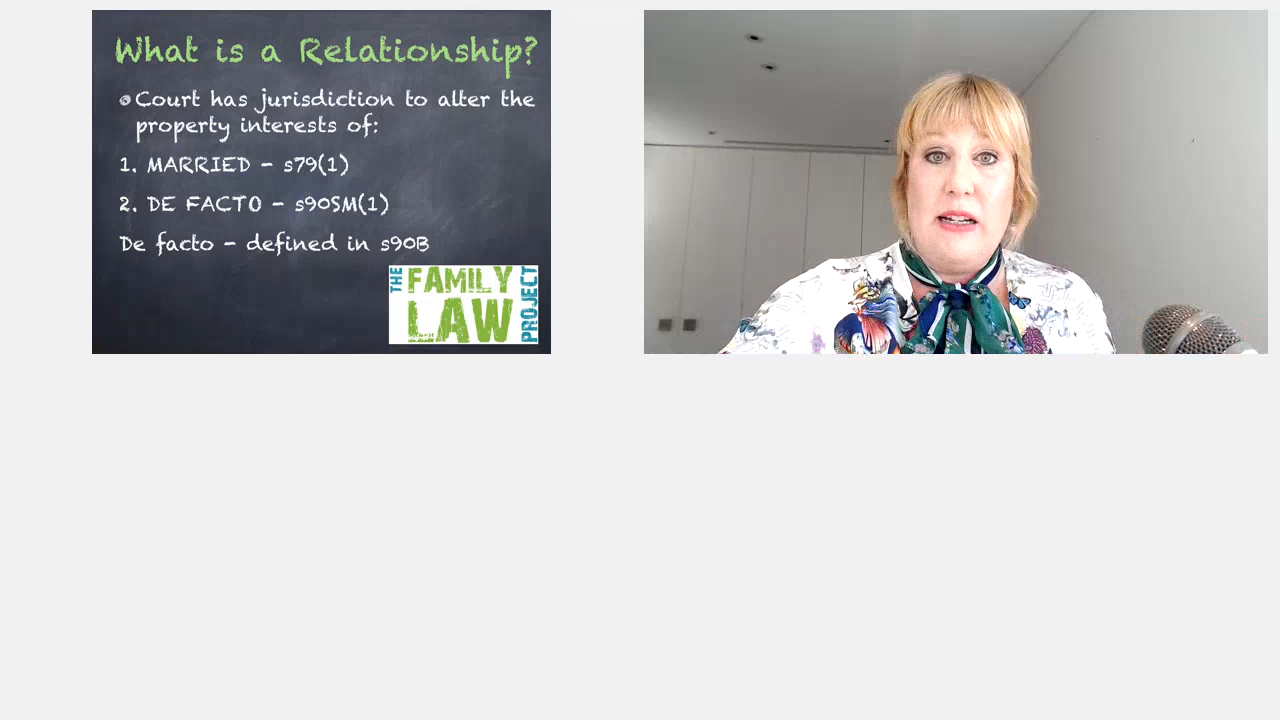 What is a Relationship?
Court has jurisdiction to alter the
property interests of:
1. MARRIED - s79(1)
2. DE FACTO - s90SM(1)
De facto - defined in s90B
THE
FAMILY
LAW
PROJECT